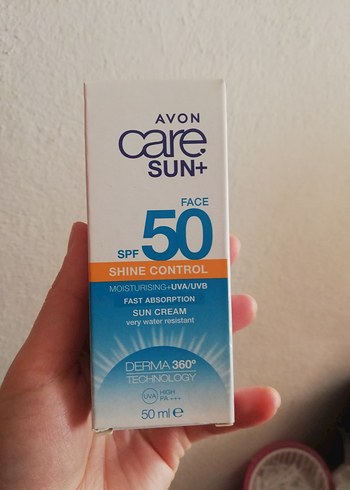 AVON
care
SUN+
FACE
SPF 50
SHINE CONTROL
MOISTURISING+UVA/UVB
FAST ABSORPTION
SUN CREAM
very water resistant
DERMA 360º
TECHNOLOGY
UVA HIGH
PA +++
50 ml e